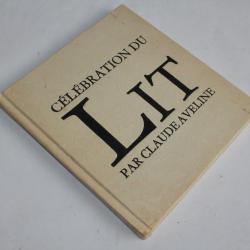 CÉLÉBRATION DU
LIT
PAR CLAUDE AVELINE